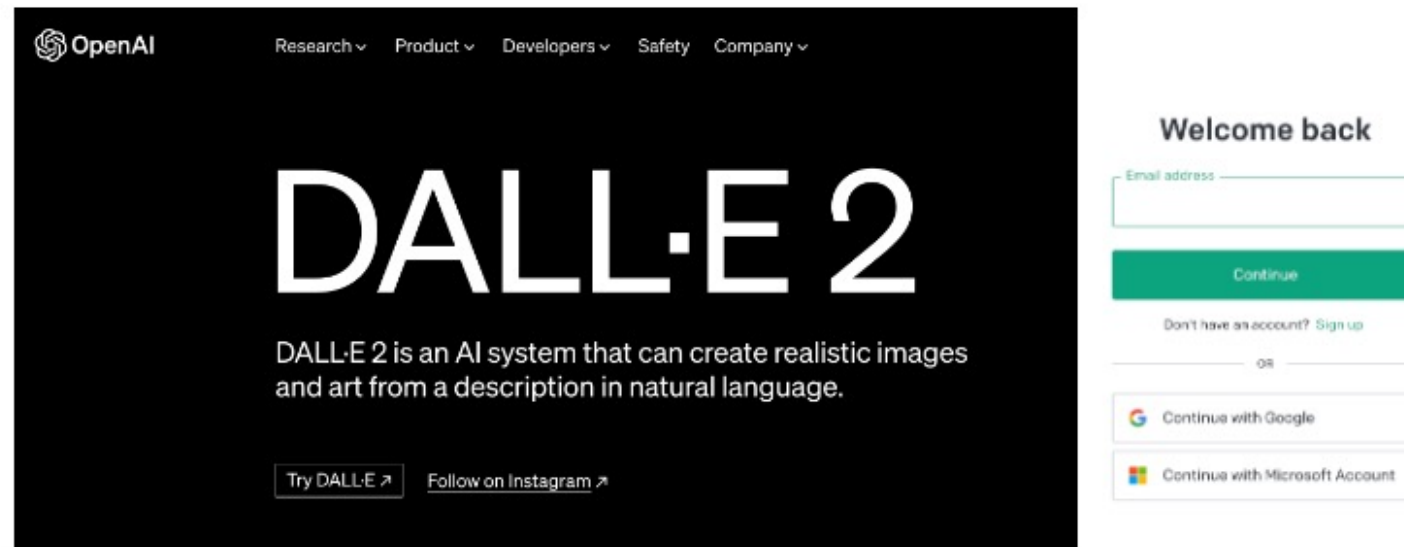 OpenAI
Research Product Developers Safety Company
DALL·E 2
DALL·E 2 is an AI system that can create realistic images
and art from a description in natural language.
Try DALL·E ↗ Follow on Instagram ↗
Welcome back
Email address
Continue
Don't have an account? Sign up
OR
Continue with Google
Continue with Microsoft Account